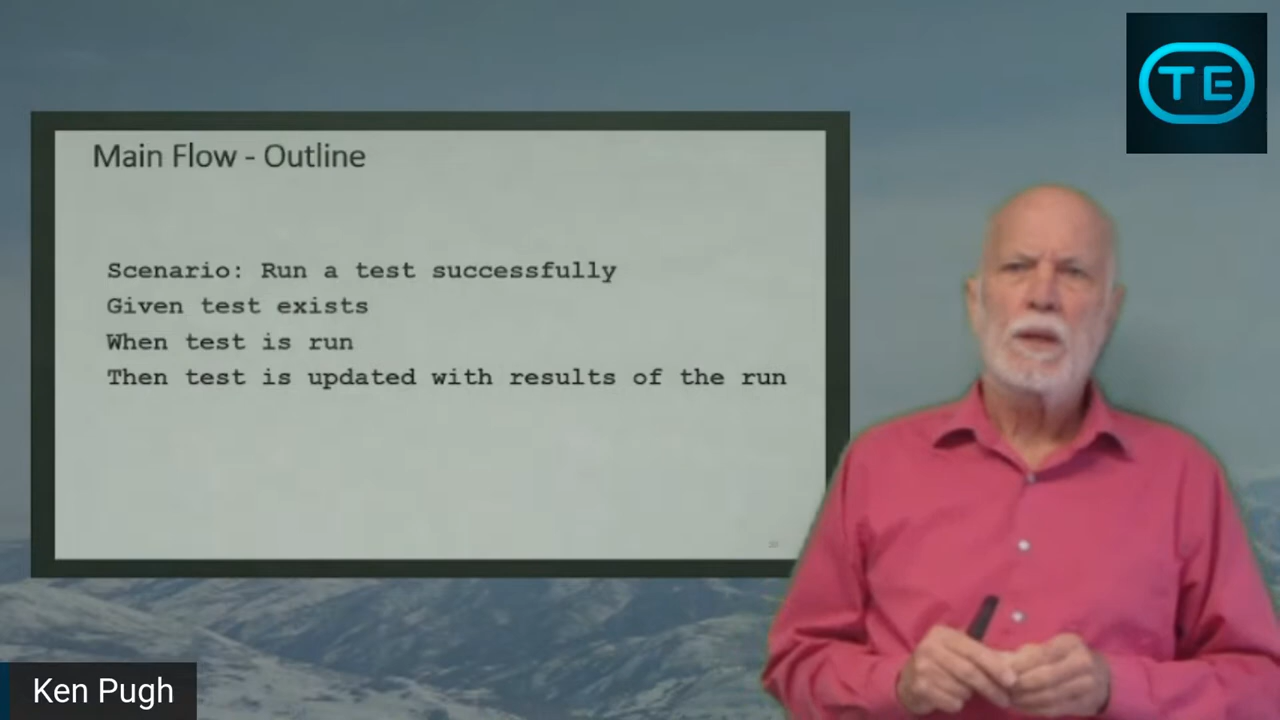 TE
Main Flow - Outline
Scenario: Run a test successfully
Given test exists
When test is run
Then test is updated with results of the run
Ken Pugh